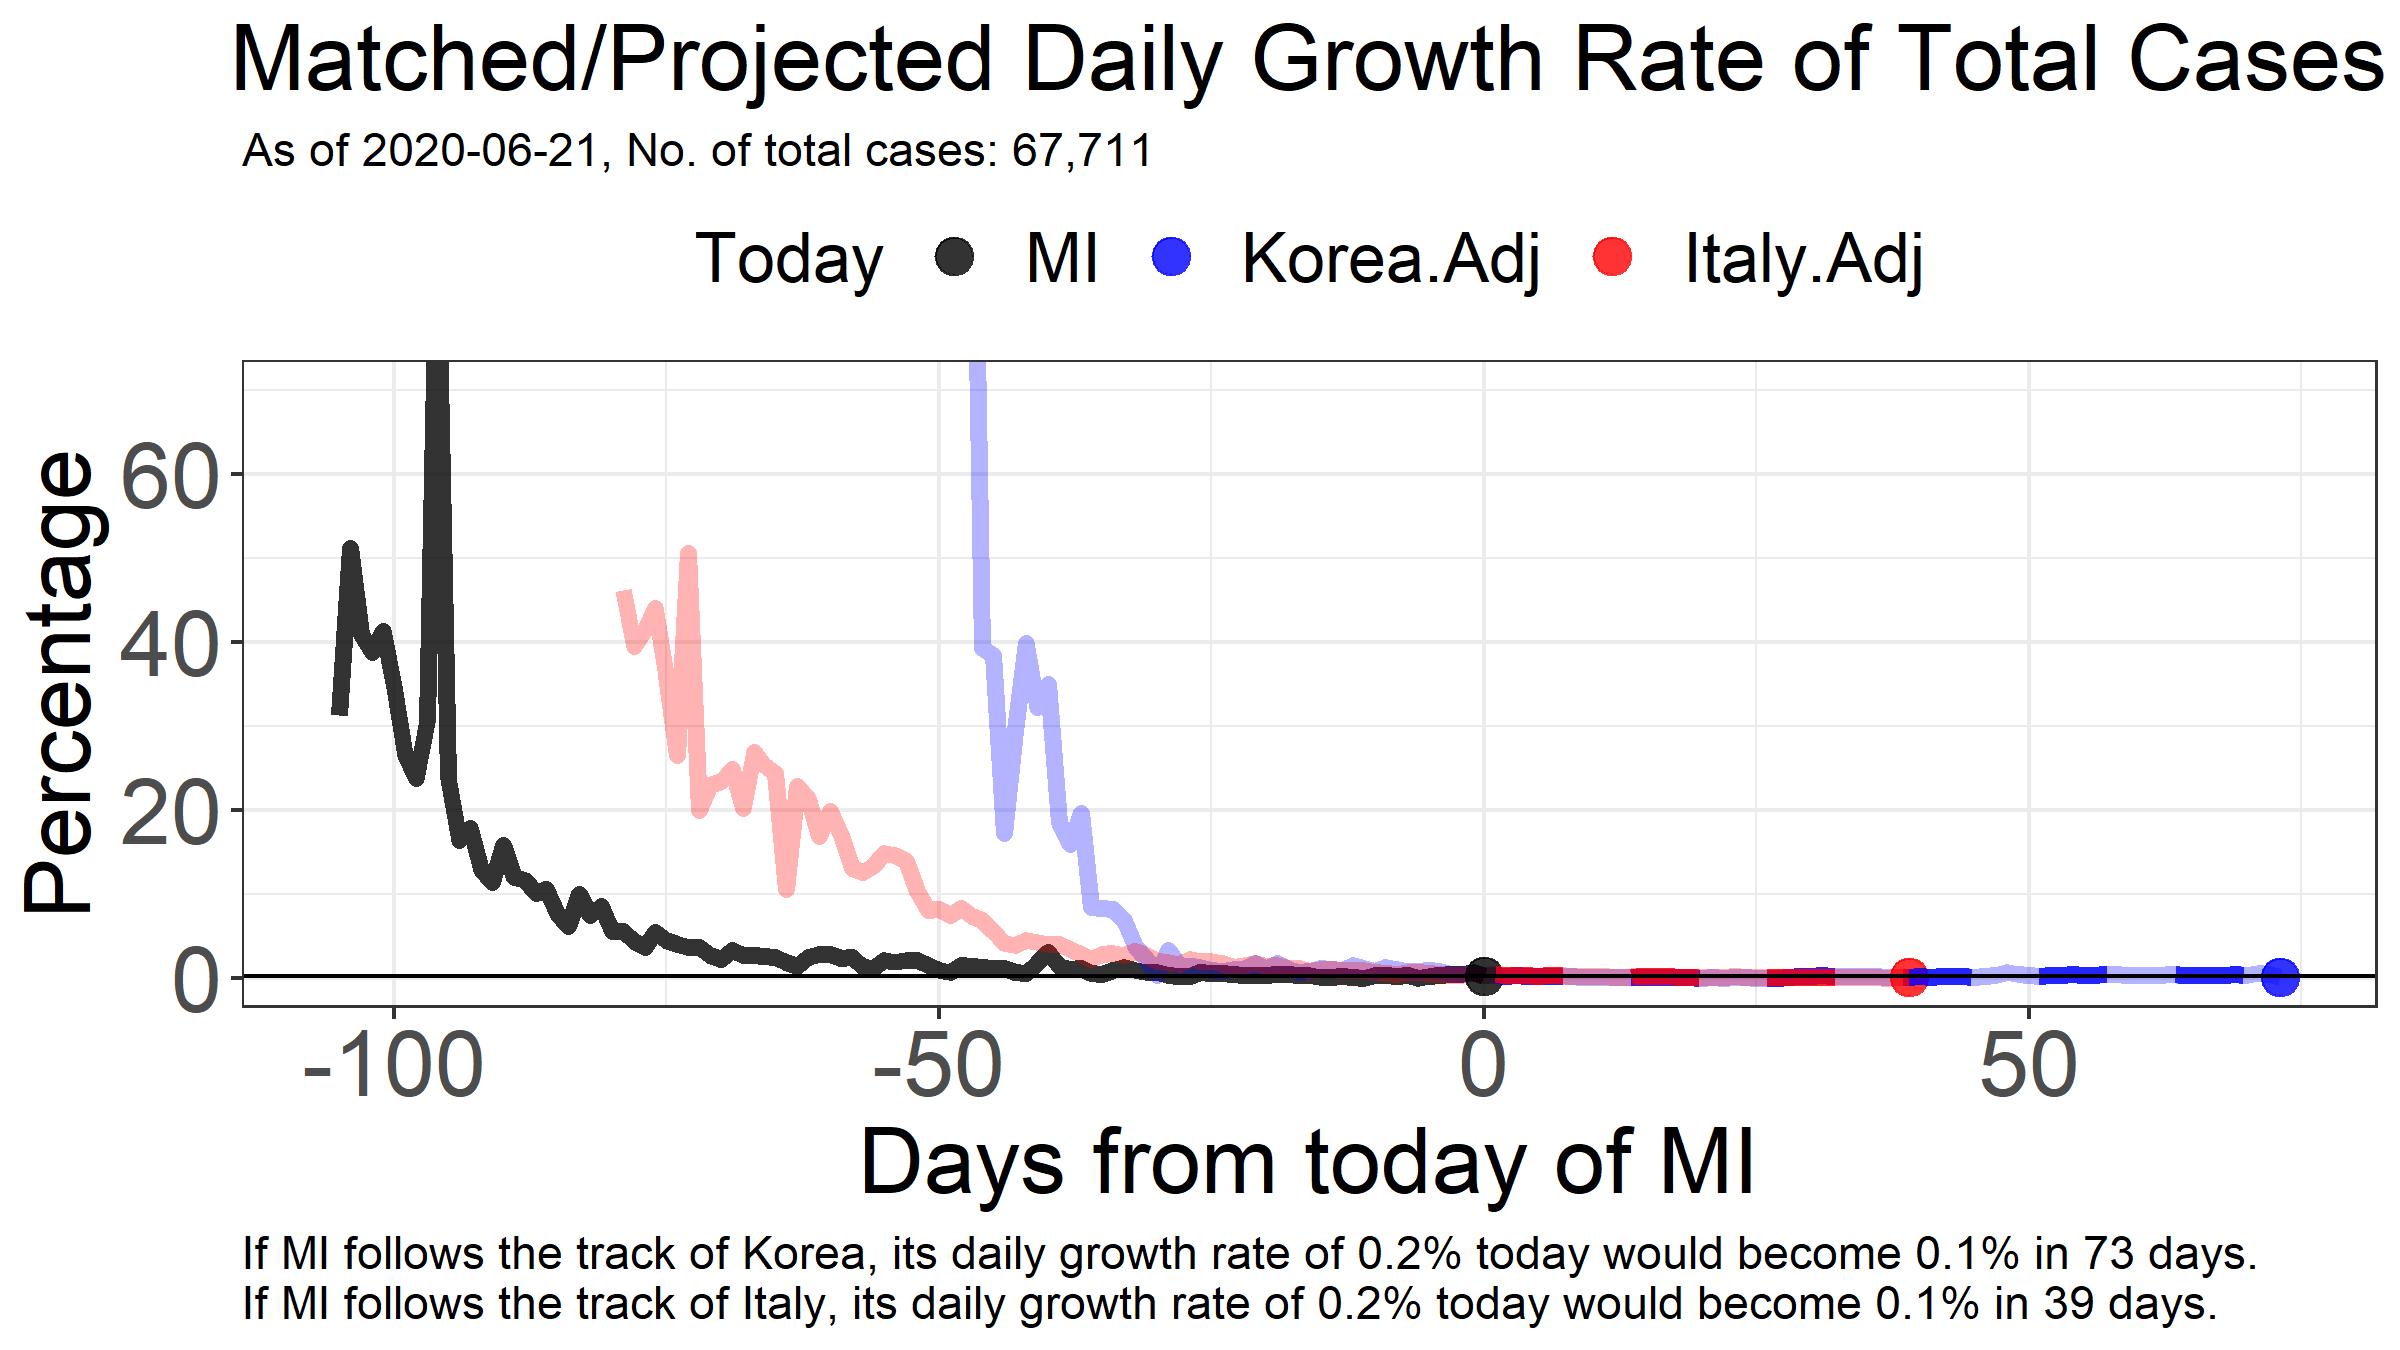 Matched/Projected Daily Growth Rate of Total Cases
As of 2020-06-21, No. of total cases: 67,711
Today MI Korea.Adj Italy.Adj
Percentage
60
40
20
0
-100 -50 0 50
Days from today of MI
If MI follows the track of Korea, its daily growth rate of 0.2% today would become 0.1% in 73 days.
If MI follows the track of Italy, its daily growth rate of 0.2% today would become 0.1% in 39 days.